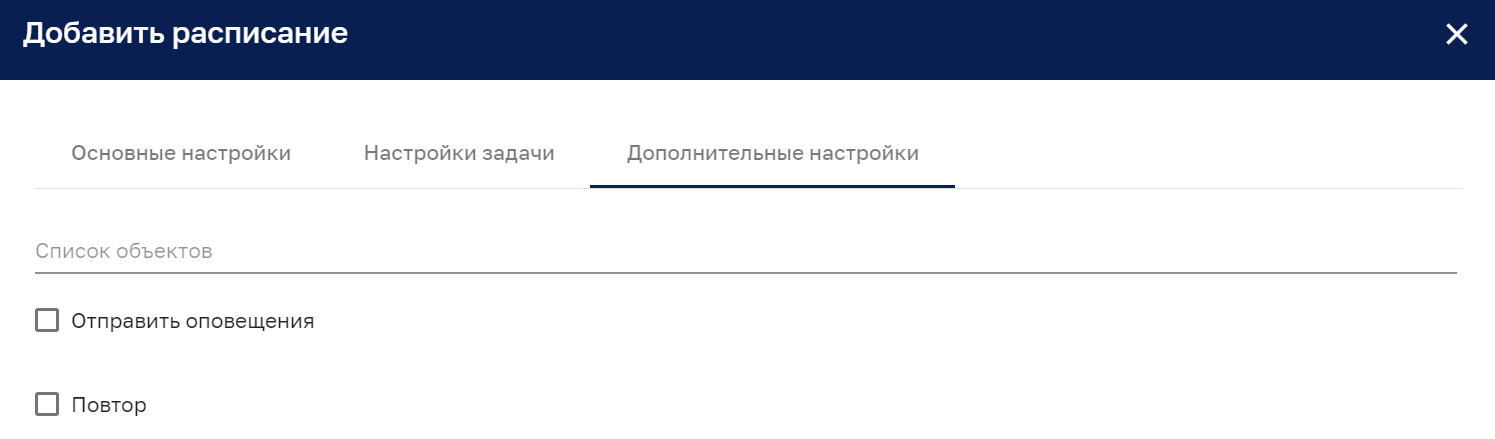 Добавить расписание
Основные настройки Настройки задачи Дополнительные настройки
Список объектов
Отправить оповещения
Повтор